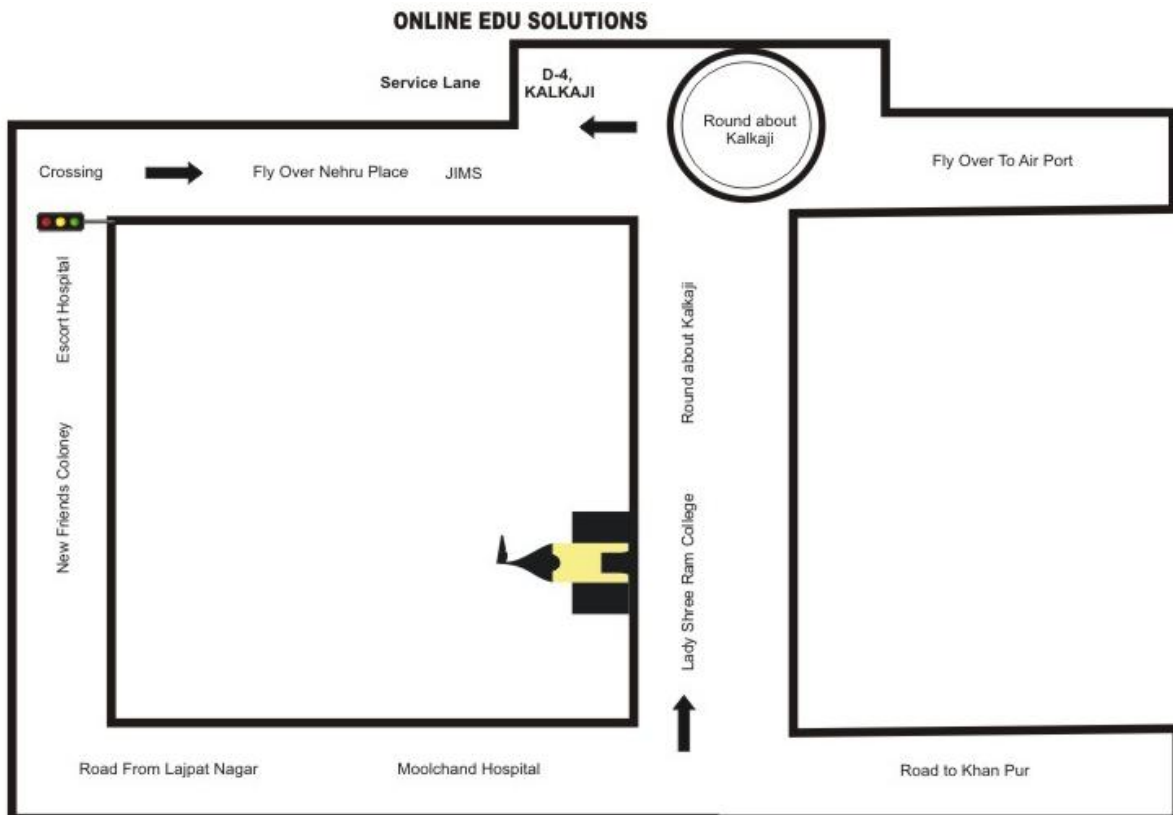 ONLINE EDU SOLUTIONS
Service Lane
D-4,
KALKAJI
Round about
Kalkaji
Crossing
Fly Over Nehru Place
JIMS
Fly Over To Air Port
Escort Hospital
New Friends Coloney
Round about Kalkaji
Lady Shree Ram College
Road From Lajpat Nagar
Moolchand Hospital
Road to Khan Pur